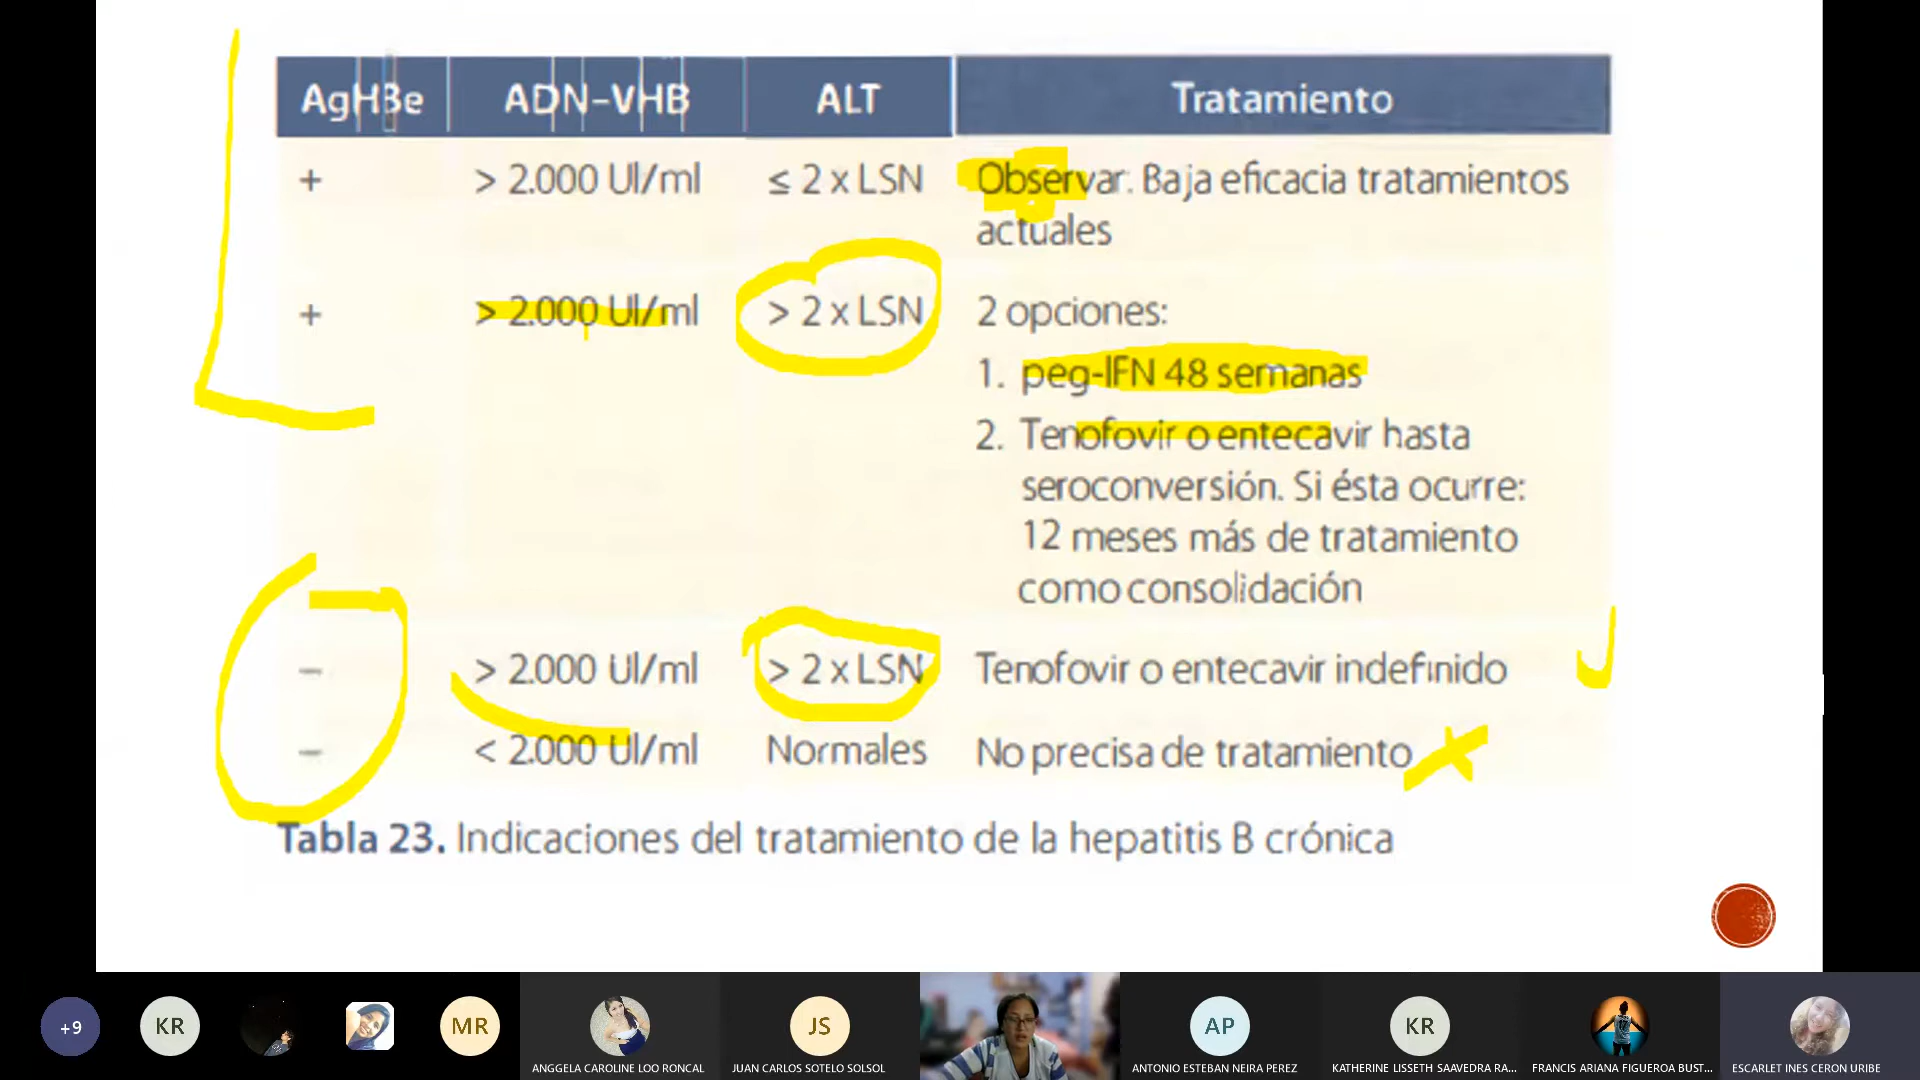 AgHBe ADN-VHB ALT Tratamiento
+ > 2.000 UI/ml ≤ 2 x LSN Observar. Baja eficacia tratamientos
actuales
+ > 2.000 UI/ml > 2 x LSN 2 opciones:
1. peg-IFN 48 semanas
2. Tenofovir o entecavir hasta
seroconversión. Si ésta ocurre:
12 meses más de tratamiento
como consolidación
– > 2.000 UI/ml > 2 x LSN Tenofovir o entecavir indefinido
– < 2.000 UI/ml Normales No precisa de tratamiento
Tabla 23. Indicaciones del tratamiento de la hepatitis B crónica
+9 KR MR JS AP KR
ANGGELA CAROLINE LOO RONCAL JUAN CARLOS SOTELO SOLSOL ANTONIO ESTEBAN NEIRA PEREZ KATHERINE LISSETH SAAVEDRA RA... FRANCIS ARIANA FIGUEROA BUST... ESCARLET INES CERON URIBE